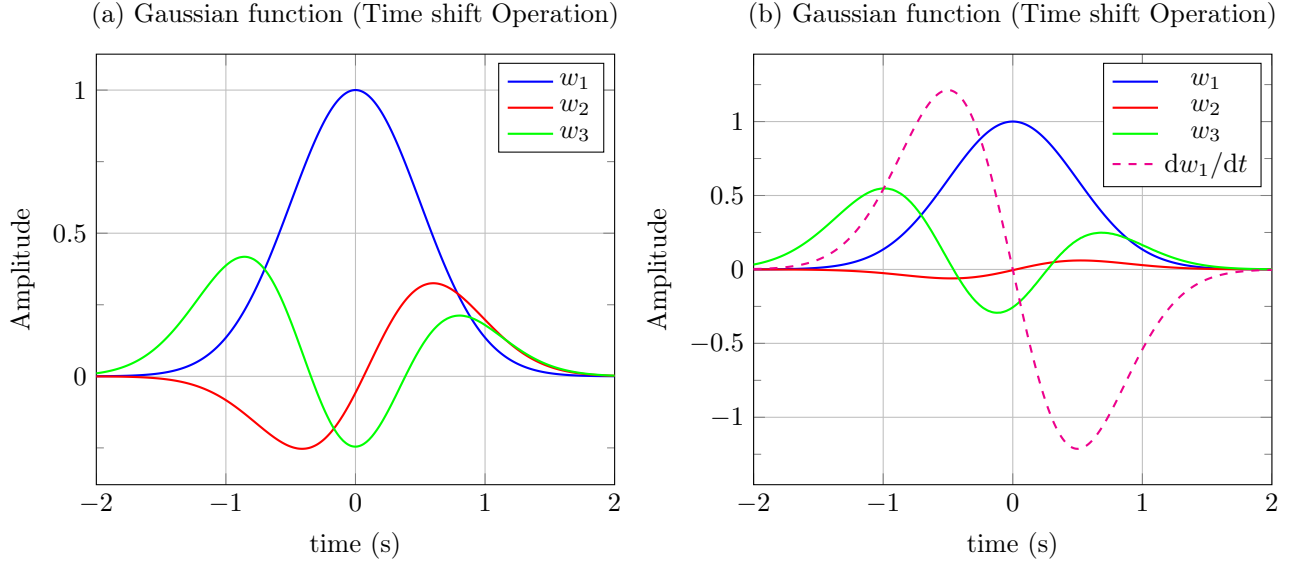 (a) Gaussian function (Time shift Operation)
w₁
w₂
w₃
1
0.5
0
Amplitude
−2
−1
0
1
2
time (s)
(b) Gaussian function (Time shift Operation)
w₁
w₂
w₃
dw₁/dt
1
0.5
0
−0.5
−1
Amplitude
−2
−1
0
1
2
time (s)